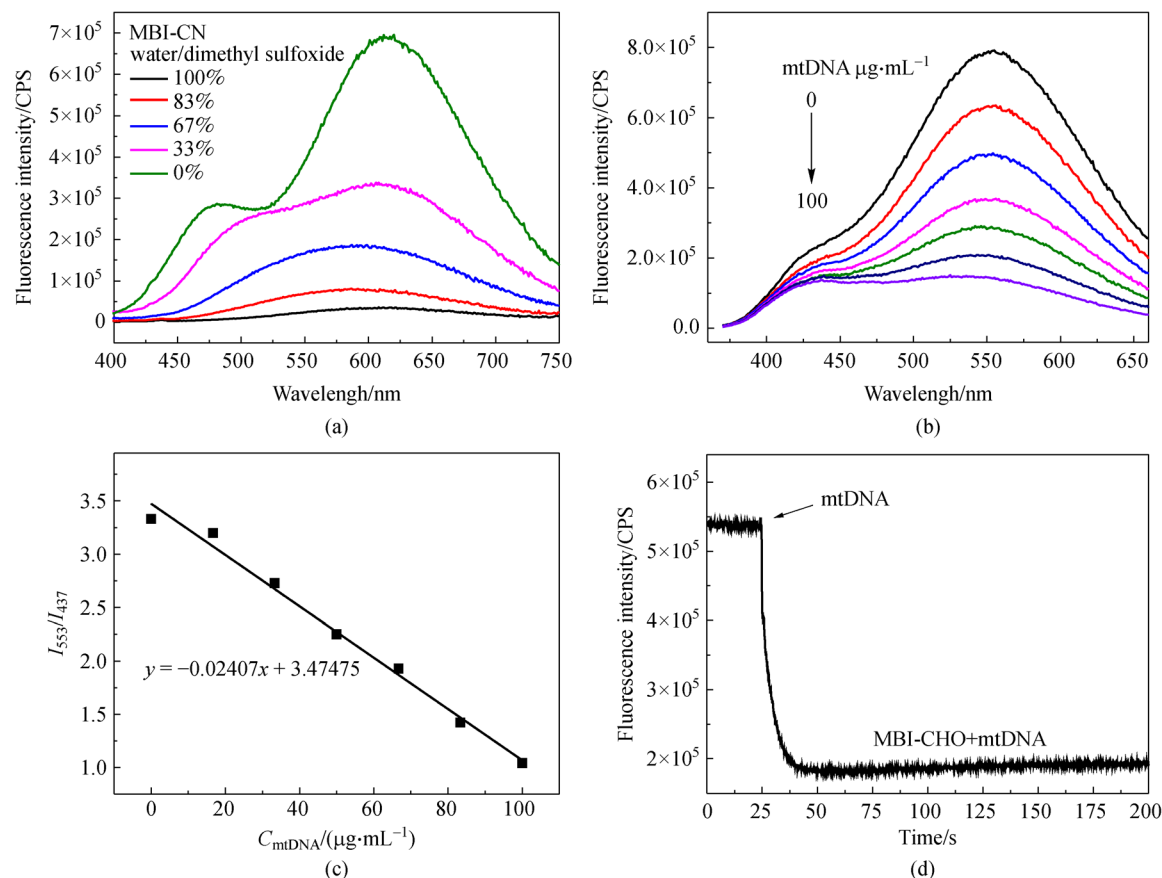 7×10⁵
6×10⁵
5×10⁵
4×10⁵
3×10⁵
2×10⁵
1×10⁵
0
Fluorescence intensity/CPS
MBI-CN
water/dimethyl sulfoxide
100%
83%
67%
33%
0%
400 450 500 550 600 650 700 750
Wavelengh/nm
(a)
8.0×10⁵
6.0×10⁵
4.0×10⁵
2.0×10⁵
0.0
Fluorescence intensity/CPS
mtDNA μg·mL⁻¹
0
100
400 450 500 550 600 650
Wavelengh/nm
(b)
3.5
3.0
2.5
2.0
1.5
1.0
I₅₅₃/I₄₃₇
y = −0.02407x + 3.47475
0 20 40 60 80 100
CmtDNA/(μg·mL⁻¹)
(c)
6×10⁵
5×10⁵
4×10⁵
3×10⁵
2×10⁵
Fluorescence intensity/CPS
mtDNA
MBI-CHO+mtDNA
0 25 50 75 100 125 150 175 200
Time/s
(d)